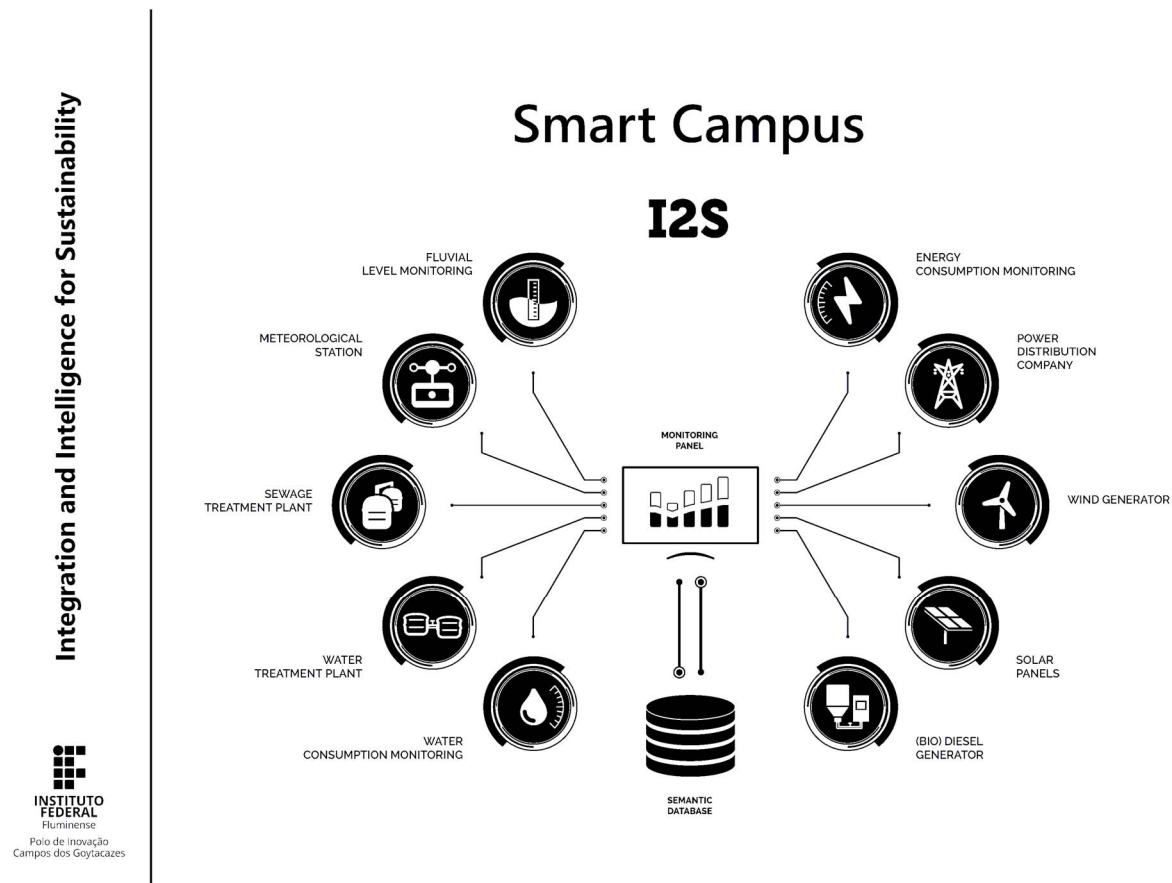 Integration and Intelligence for Sustainability
INSTITUTO
FEDERAL
Fluminense
Polo de Inovação
Campos dos Goytacazes
Smart Campus
I2S
FLUVIAL
LEVEL MONITORING
METEOROLOGICAL
STATION
SEWAGE
TREATMENT PLANT
WATER
TREATMENT PLANT
WATER
CONSUMPTION MONITORING
MONITORING
PANEL
SEMANTIC
DATABASE
ENERGY
CONSUMPTION MONITORING
POWER
DISTRIBUTION
COMPANY
WIND GENERATOR
SOLAR
PANELS
(BIO) DIESEL
GENERATOR